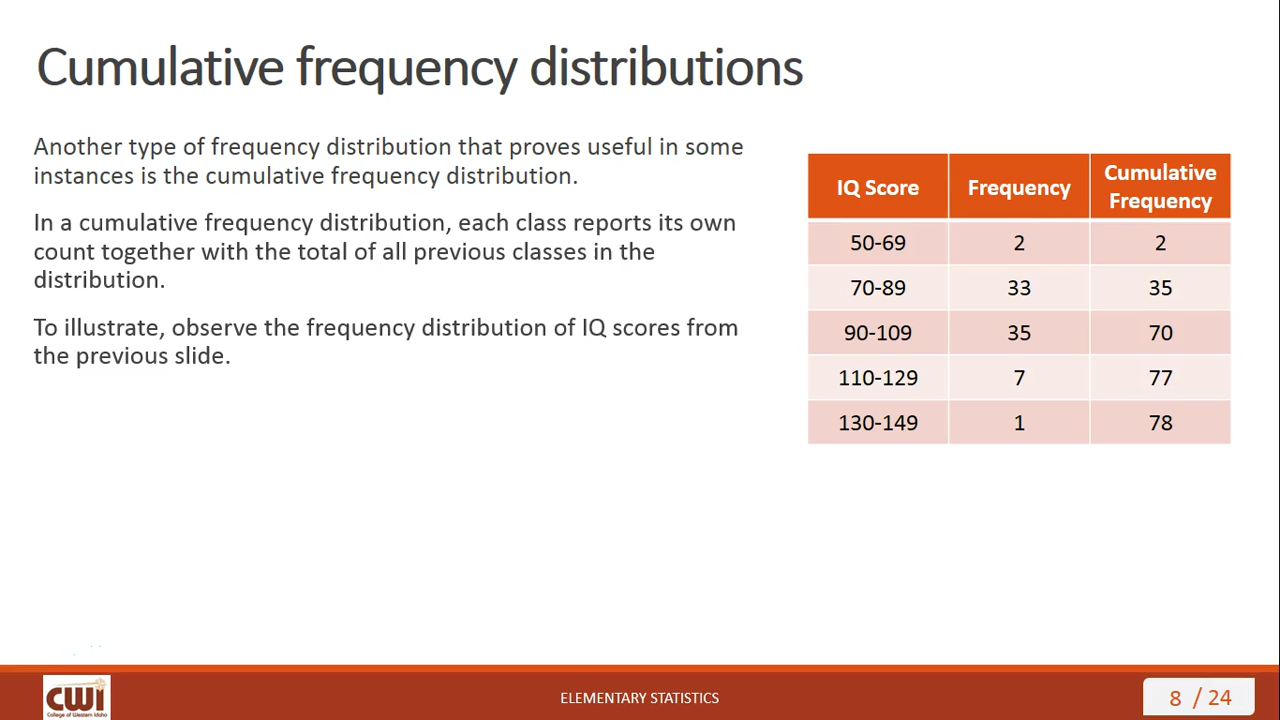 Cumulative frequency distributions
Another type of frequency distribution that proves useful in some
instances is the cumulative frequency distribution.
In a cumulative frequency distribution, each class reports its own
count together with the total of all previous classes in the
distribution.
To illustrate, observe the frequency distribution of IQ scores from
the previous slide.
IQ Score Frequency Cumulative Frequency
50-69 2 2
70-89 33 35
90-109 35 70
110-129 7 77
130-149 1 78
CWI
College of Western Idaho
ELEMENTARY STATISTICS
8 / 24